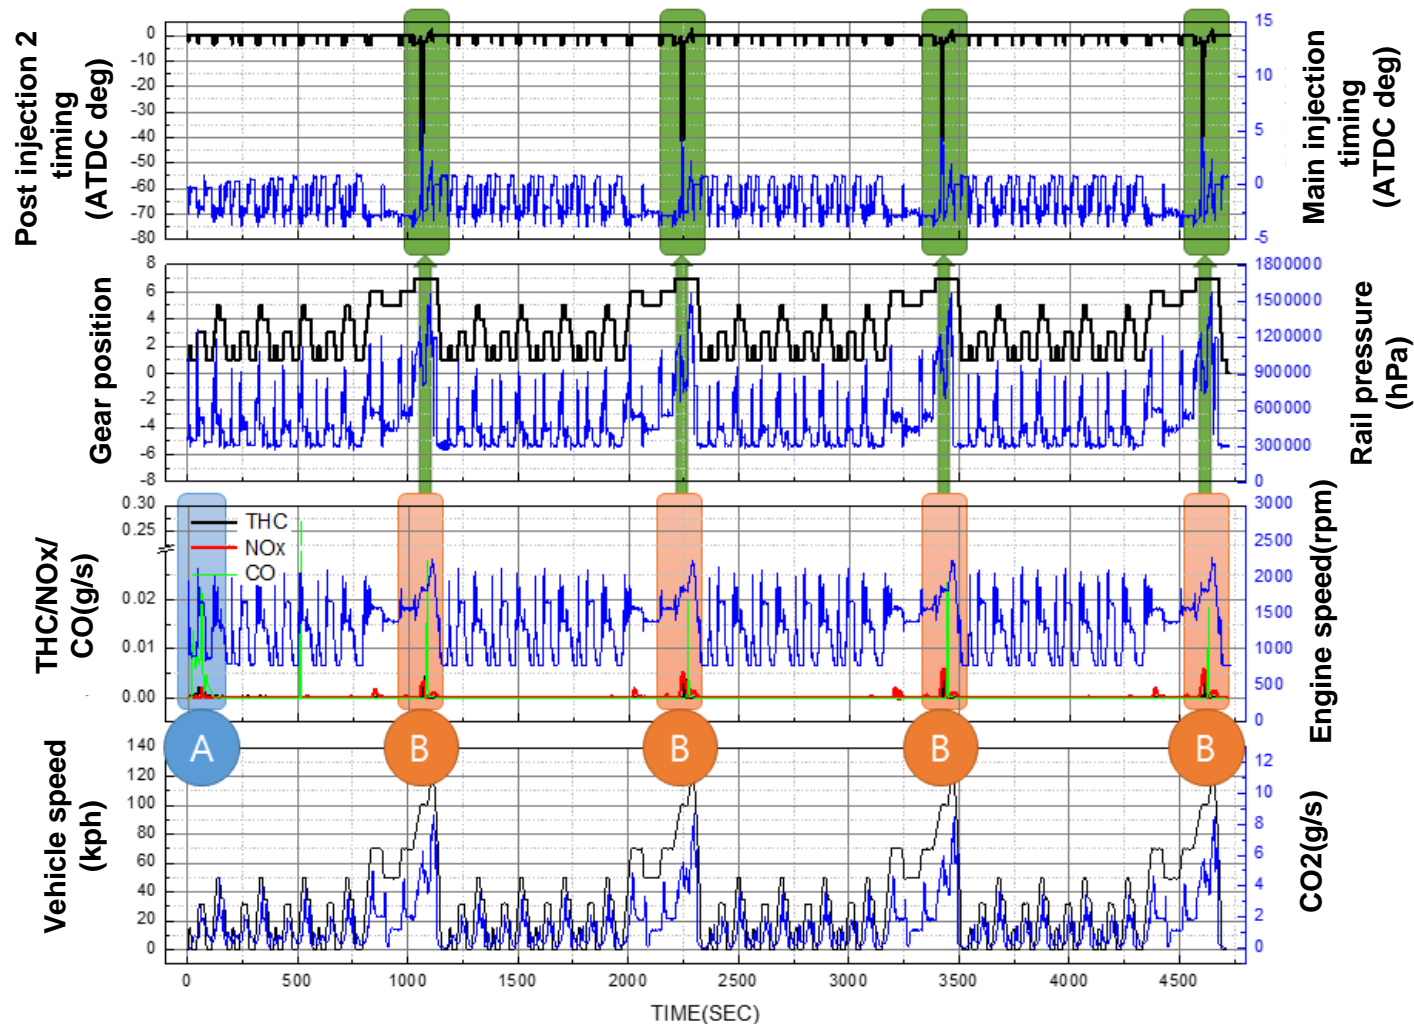 Post injection 2
timing
(ATDC deg)
0
-10
-20
-30
-40
-50
-60
-70
-80
15
10
5
0
-5
Main injection
timing
(ATDC deg)
Gear position
8
6
4
2
0
-2
-4
-6
-8
1800000
1500000
1200000
900000
600000
300000
0
Rail pressure
(hPa)
THC/NOx/
CO(g/s)
0.30
0.25
0.02
0.01
0.00
THC
NOx
CO
3000
2500
2000
1500
1000
500
0
Engine speed(rpm)
A
B
B
B
B
Vehicle speed
(kph)
140
120
100
80
60
40
20
0
12
10
8
6
4
2
0
CO2(g/s)
0
500
1000
1500
2000
2500
3000
3500
4000
4500
TIME(SEC)